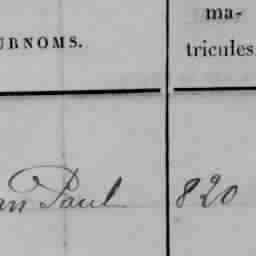 URNOMS.
ma-
tricules
an Paul
820